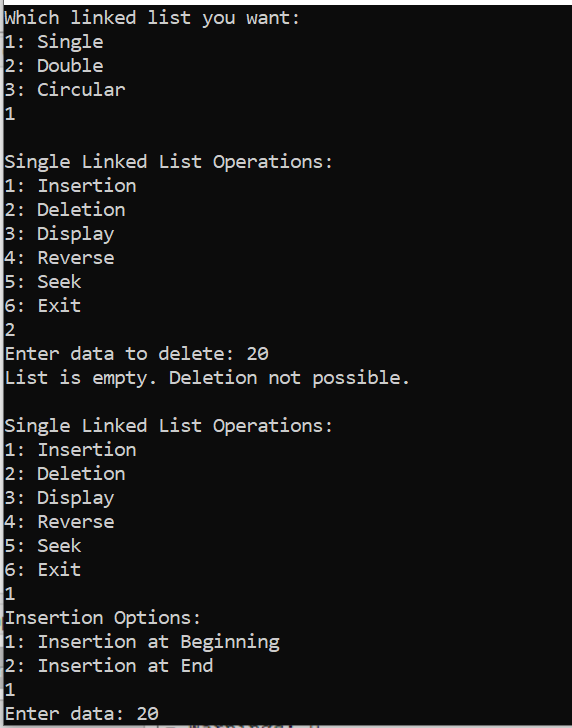 Which linked list you want:
1: Single
2: Double
3: Circular
1
Single Linked List Operations:
1: Insertion
2: Deletion
3: Display
4: Reverse
5: Seek
6: Exit
2
Enter data to delete: 20
List is empty. Deletion not possible.
Single Linked List Operations:
1: Insertion
2: Deletion
3: Display
4: Reverse
5: Seek
6: Exit
1
Insertion Options:
1: Insertion at Beginning
2: Insertion at End
1
Enter data: 20